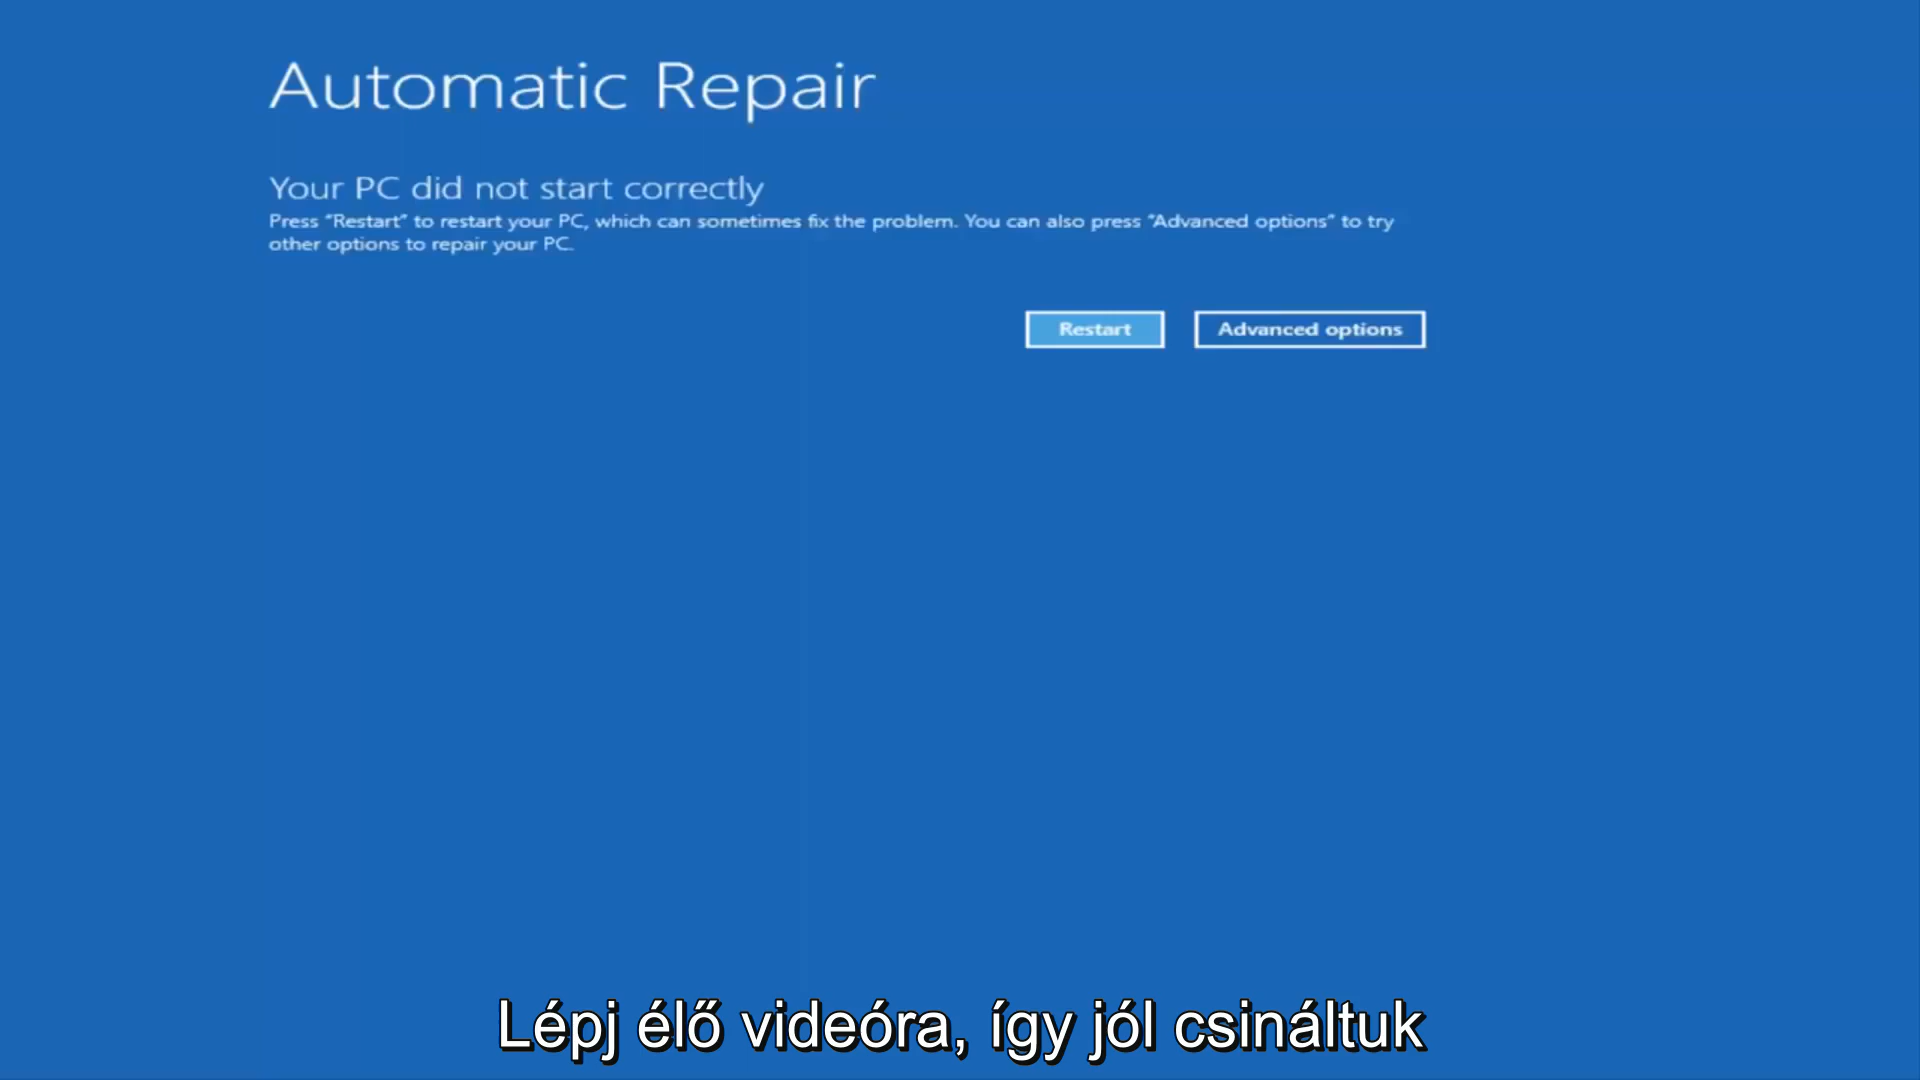 Automatic Repair
Your PC did not start correctly
Press “Restart” to restart your PC, which can sometimes fix the problem. You can also press “Advanced options” to try
other options to repair your PC.
Restart
Advanced options
Lépj élő videóra, így jól csináltuk